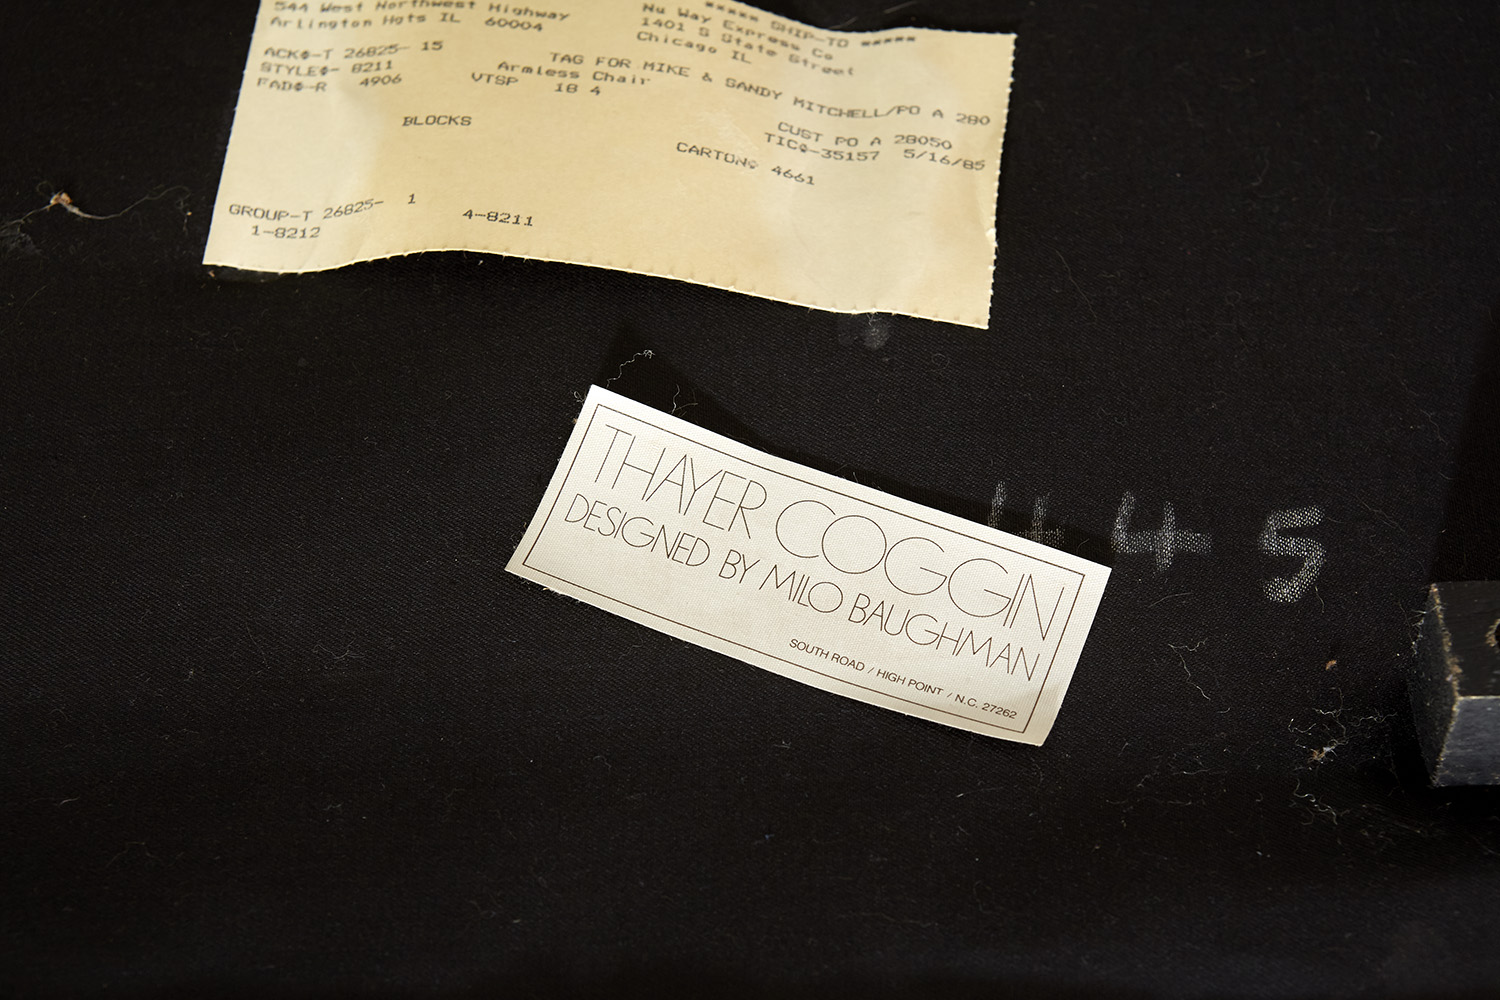 544 West Northwest Highway
Arlington Hgts IL 60004
***** SHIP-TO *****
Nu Way Express Co
1401 S State Street
Chicago IL
ACK#-T 26825- 15
STYLE#- 8211
FAD#-R 4906
TAG FOR MIKE & SANDY MITCHELL/PO A 280
Armless Chair
VTSP 18 4
BLOCKS
CUST PO A 28050
TIC#-35157 5/16/85
CARTON# 4661
GROUP-T 26825- 1 4-8211
1-8212
THAYER COGGIN
DESIGNED BY MILO BAUGHMAN
SOUTH ROAD / HIGH POINT / N.C. 27262
445